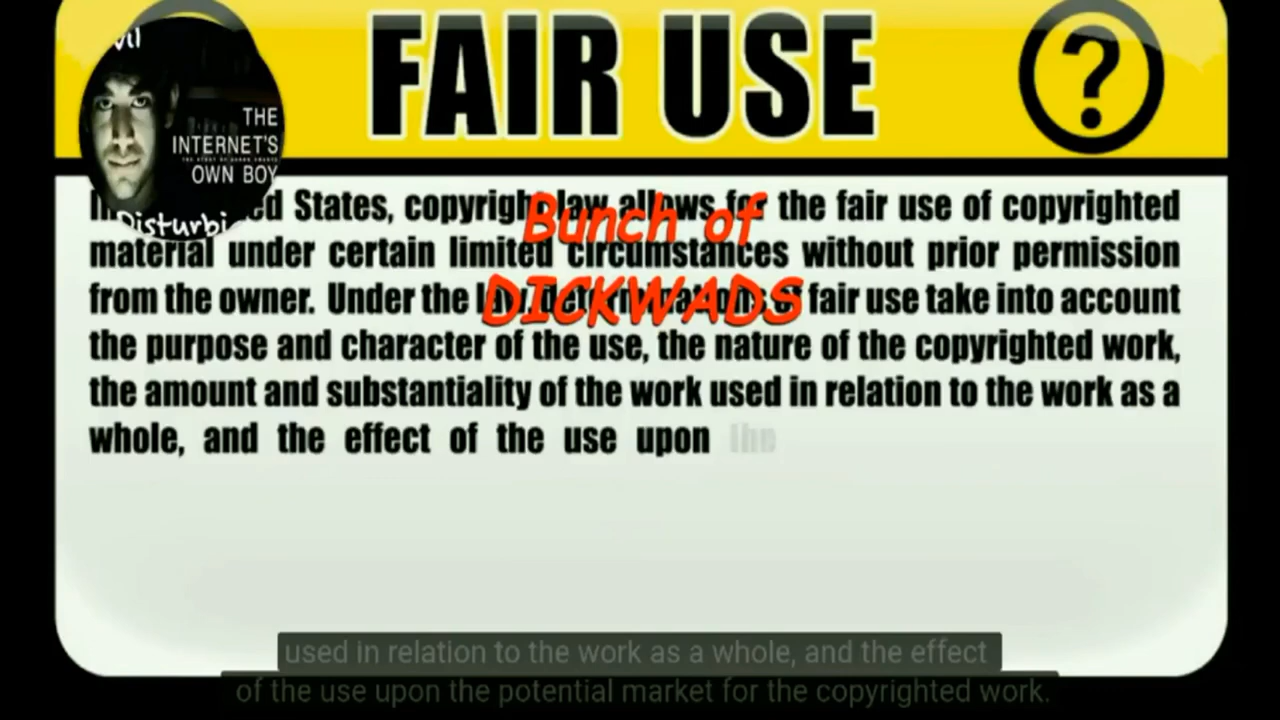 FAIR USE
?
vil
THE
INTERNET'S
OWN BOY
Disturbi
ed States, copyright law allows for the fair use of copyrighted
material under certain limited circumstances without prior permission
from the owner. Under the law, determinations of fair use take into account
the purpose and character of the use, the nature of the copyrighted work,
the amount and substantiality of the work used in relation to the work as a
whole, and the effect of the use upon the
Bunch of
DICKWADS
used in relation to the work as a whole, and the effect
of the use upon the potential market for the copyrighted work.